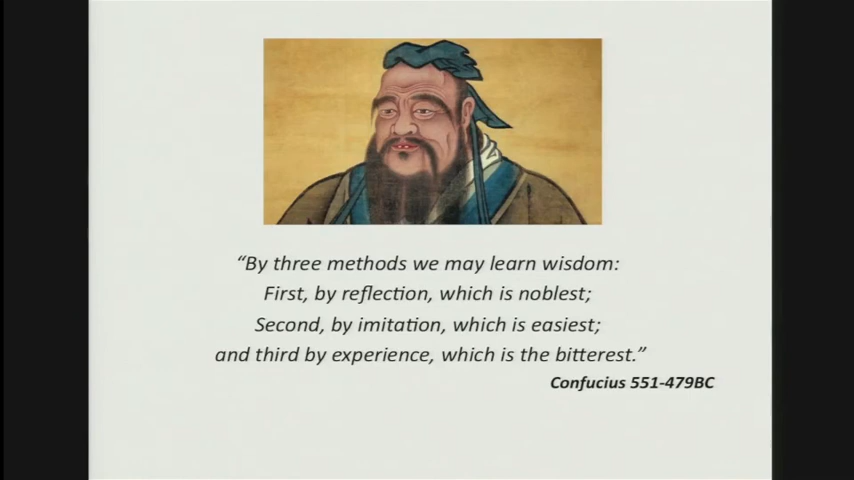 “By three methods we may learn wisdom:
First, by reflection, which is noblest;
Second, by imitation, which is easiest;
and third by experience, which is the bitterest.”
Confucius 551-479BC